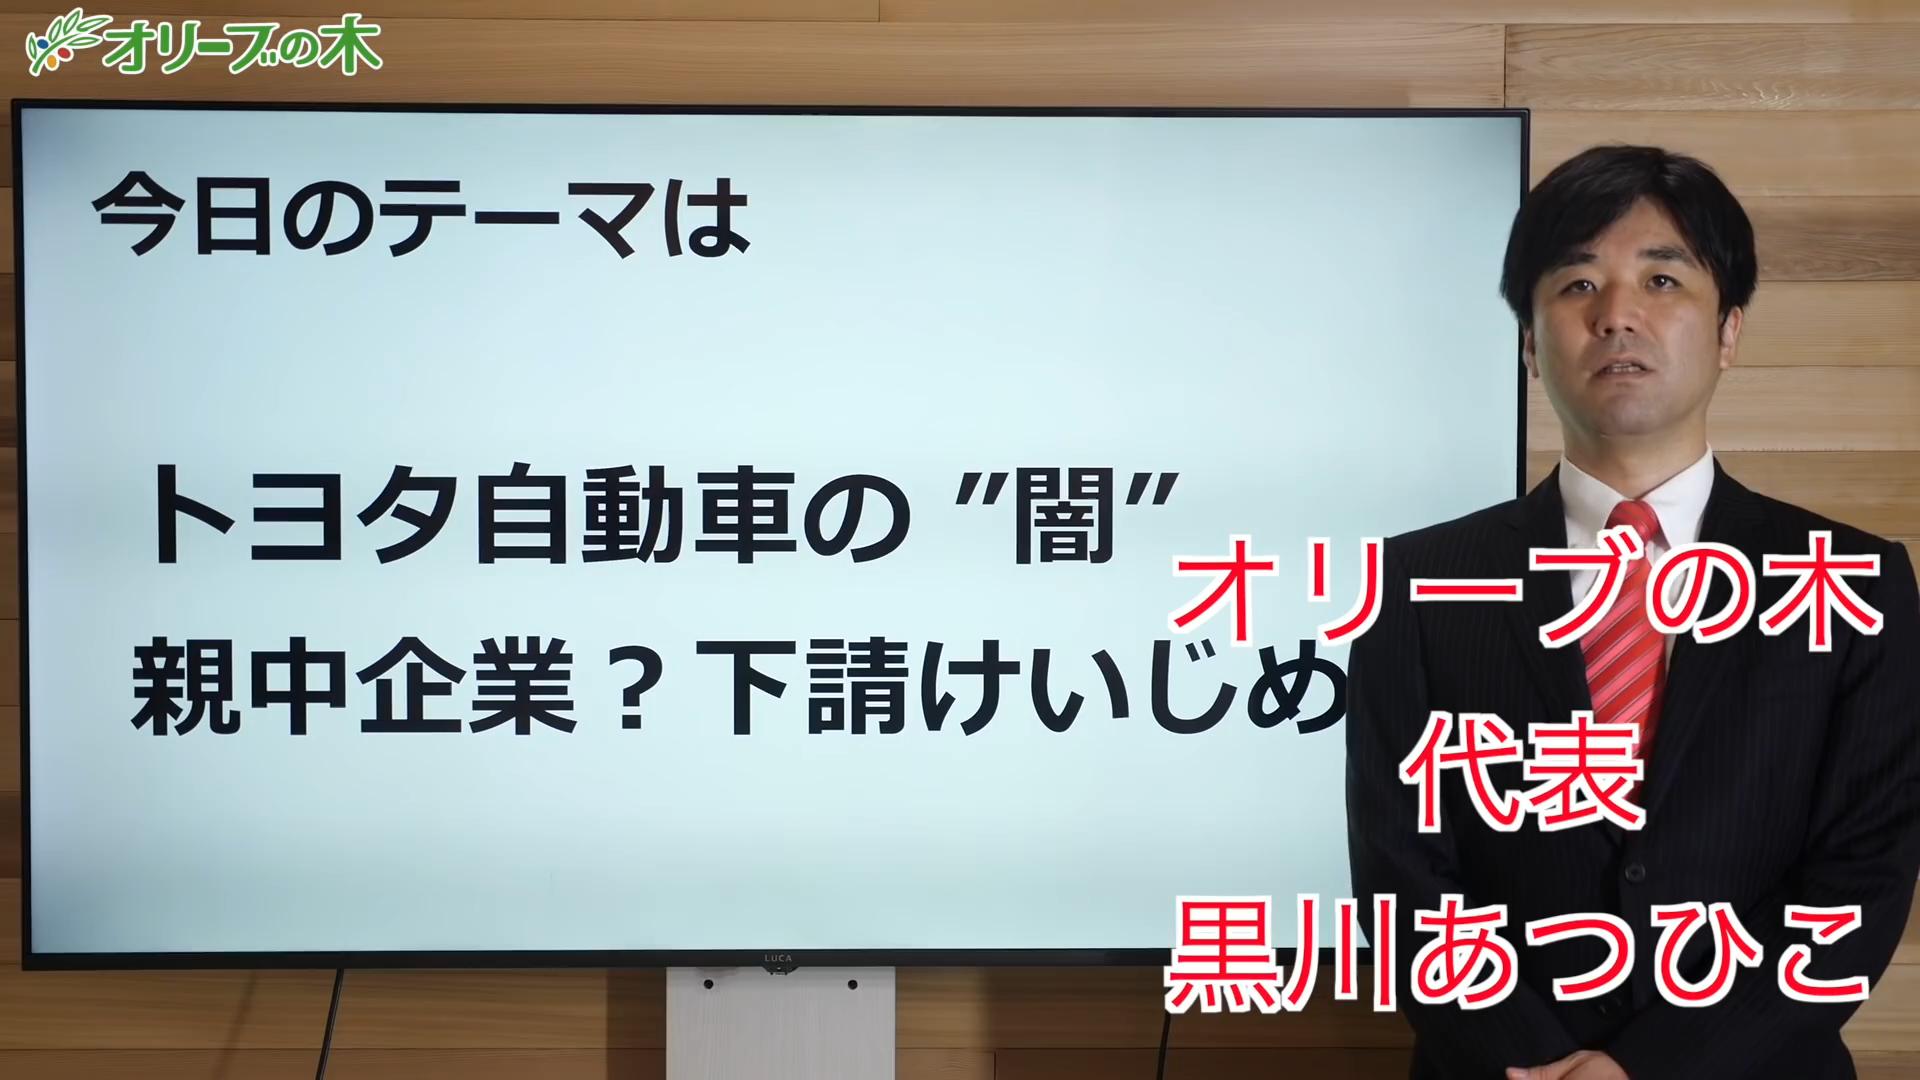 オリーブの木
今日のテーマは
トヨタ自動車の ”闇”
親中企業？下請けいじめ
LUCA
オリーブの木
代表
黒川あつひこ